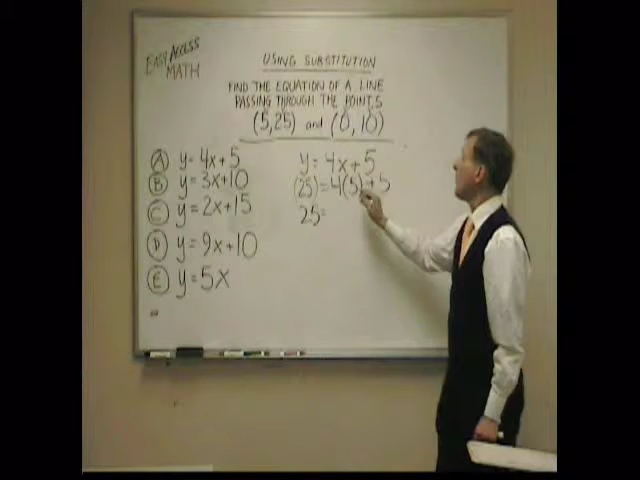 EASY ACCESS
MATH
USING SUBSTITUTION
FIND THE EQUATION OF A LINE
PASSING THROUGH THE POINTS
(5,25) and (0,10)
A y=4x+5
B y=3x+10
C y=2x+15
D y=9x+10
E y=5x
y=4x+5
(25)=4(5)+5
25=